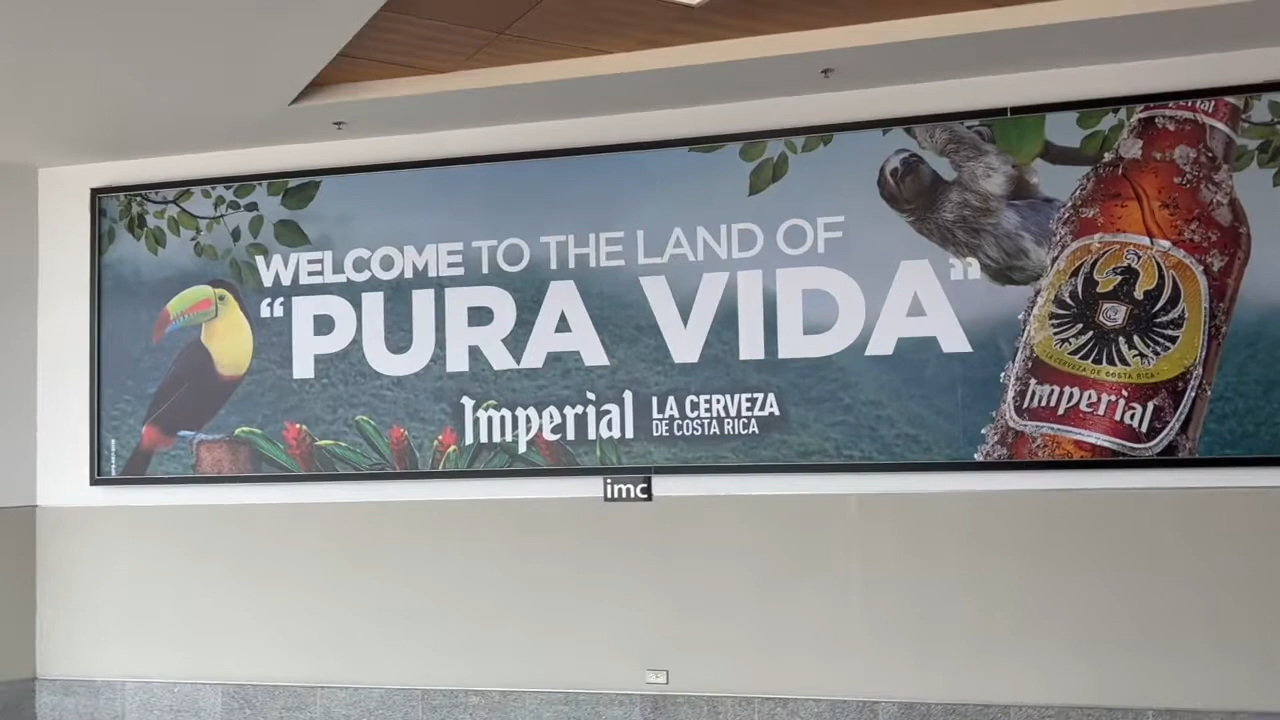 WELCOME TO THE LAND OF
“PURA VIDA”
Imperial
LA CERVEZA
DE COSTA RICA
Imperial
LA CERVEZA DE COSTA RICA
Imperial
imc